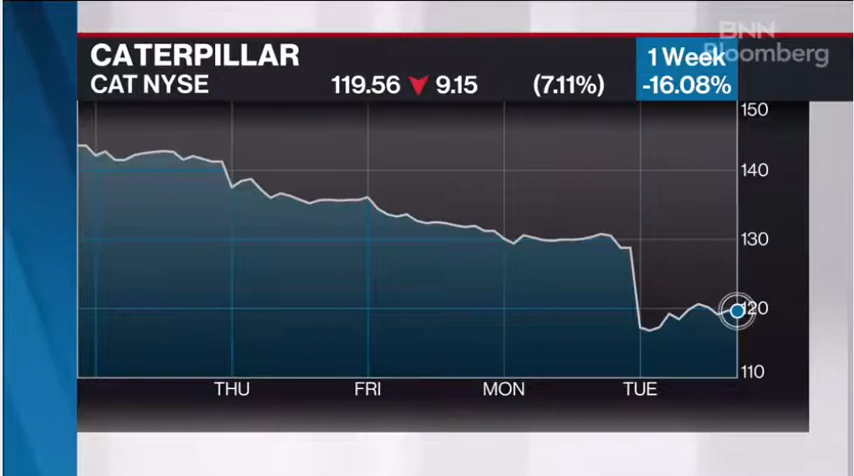 BNN
Bloomberg
CATERPILLAR
1 Week
CAT NYSE 119.56 9.15 (7.11%) -16.08%
150
140
130
120
110
THU FRI MON TUE